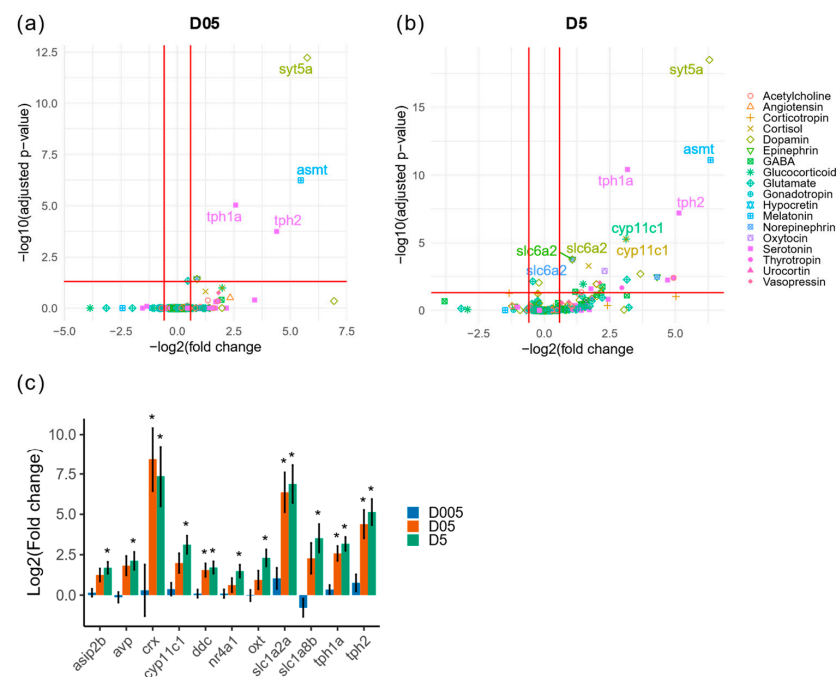 (a)
D05
12.5
10.0
7.5
5.0
2.5
0.0
−log10(adjusted p-value)
syt5a
asmt
tph1a
tph2
−5.0 −2.5 0.0 2.5 5.0 7.5
−log2(fold change
(b)
D5
15
10
5
0
−log10(adjusted p-value)
syt5a
asmt
tph1a
tph2
cyp11c1
slc6a2 slc6a2 cyp11c1
slc6a2
−2.5 0.0 2.5 5.0
−log2(fold change
Acetylcholine
Angiotensin
Corticotropin
Cortisol
Dopamin
Epinephrin
GABA
Glucocorticoid
Glutamate
Gonadotropin
Hypocretin
Melatonin
Norepinephrin
Oxytocin
Serotonin
Thyrotropin
Urocortin
Vasopressin
(c)
10.0
7.5
5.0
2.5
0.0
Log2(Fold change)
* * * * * * * * * * * * * * * * *
asip2b avp crx cyp11c1 ddc nr4a1 oxt slc1a2a slc1a8b tph1a tph2
D005
D05
D5